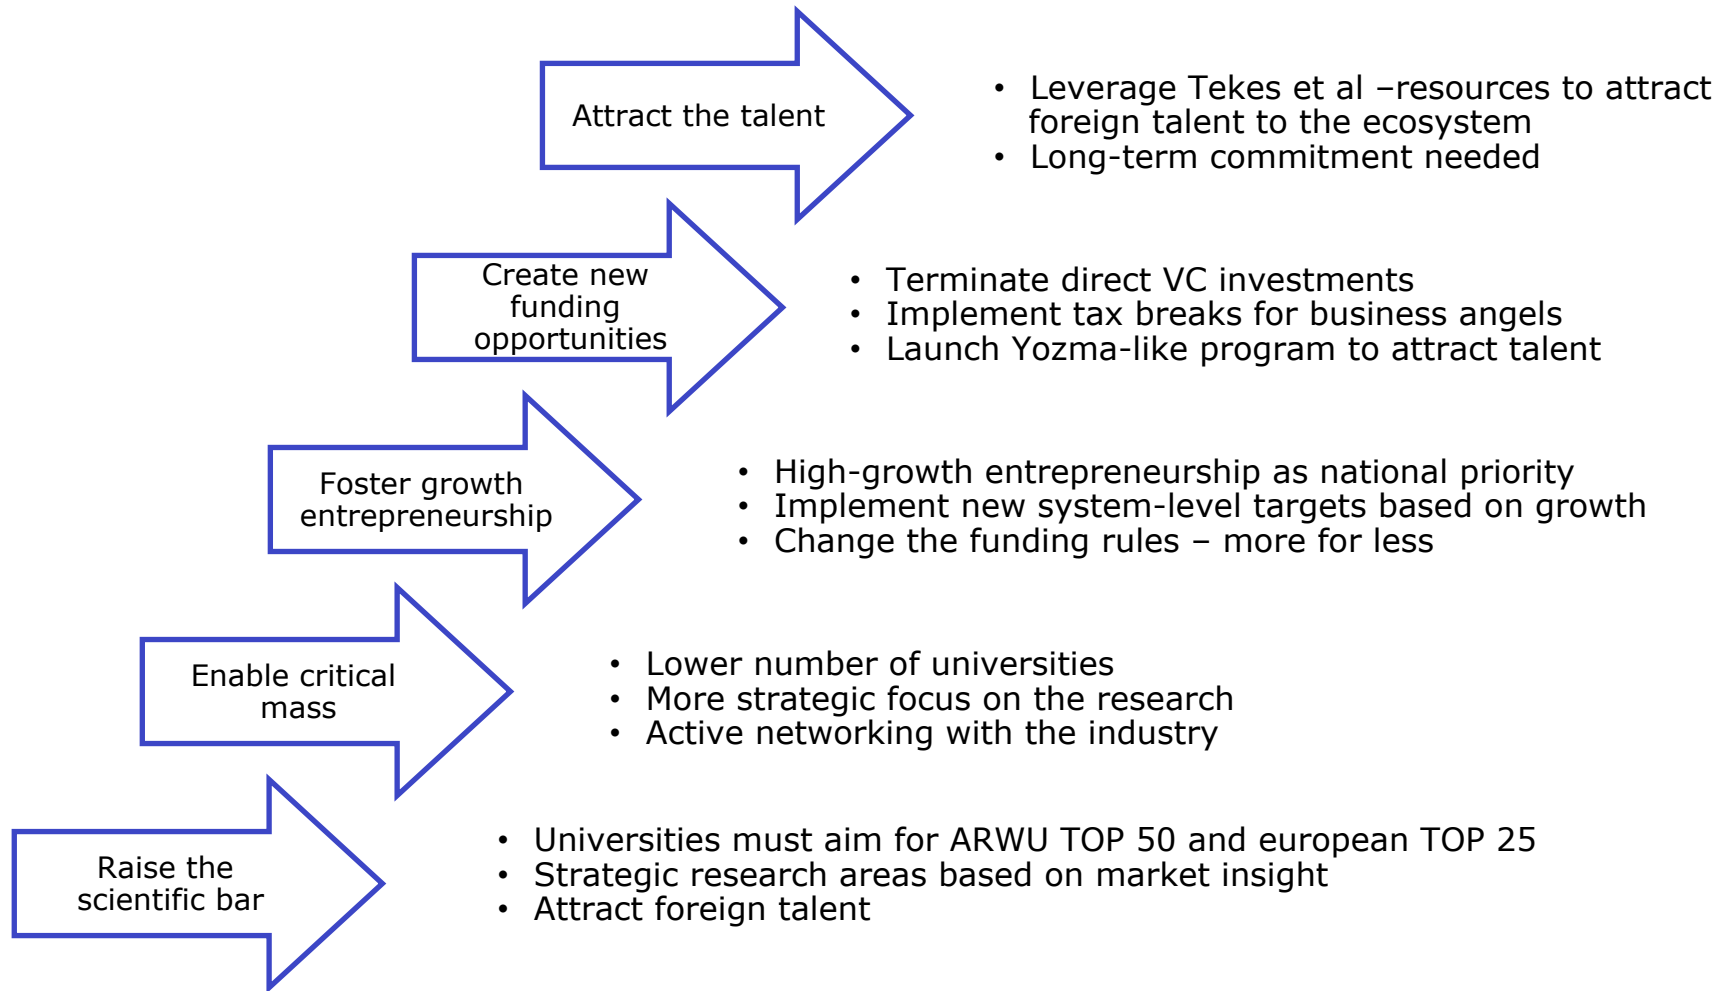 Attract the talent
• Leverage Tekes et al –resources to attract
foreign talent to the ecosystem
• Long-term commitment needed
Create new
funding
opportunities
• Terminate direct VC investments
• Implement tax breaks for business angels
• Launch Yozma-like program to attract talent
Foster growth
entrepreneurship
• High-growth entrepreneurship as national priority
• Implement new system-level targets based on growth
• Change the funding rules – more for less
Enable critical
mass
• Lower number of universities
• More strategic focus on the research
• Active networking with the industry
Raise the
scientific bar
• Universities must aim for ARWU TOP 50 and european TOP 25
• Strategic research areas based on market insight
• Attract foreign talent